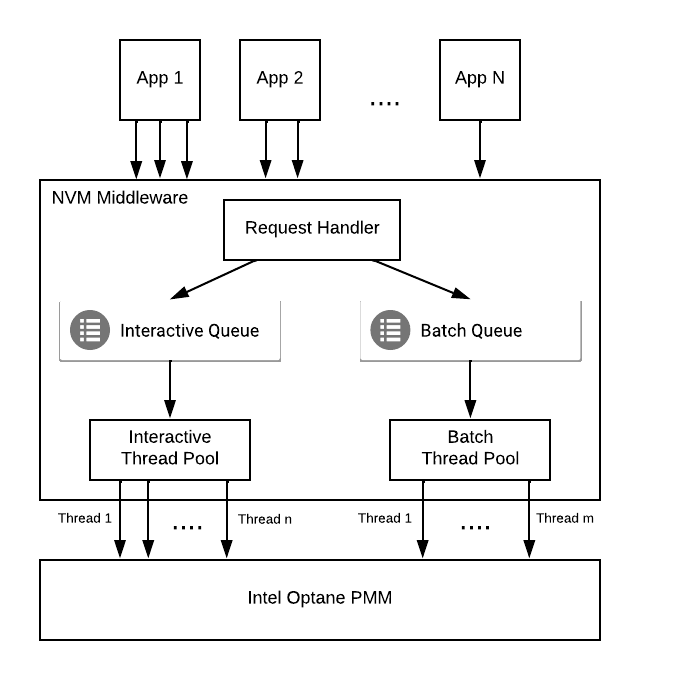 App 1
App 2
....
App N
NVM Middleware
Request Handler
Interactive Queue
Batch Queue
Interactive
Thread Pool
Batch
Thread Pool
Thread 1
....
Thread n
Thread 1
....
Thread m
Intel Optane PMM